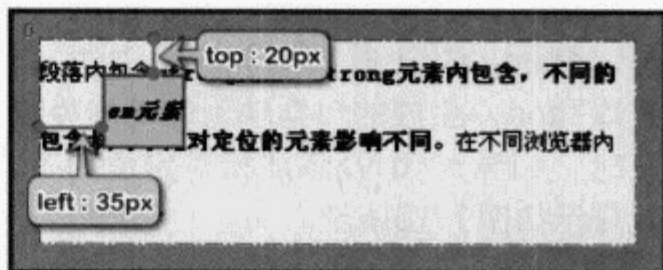 top : 20px
段落内包含 trong元素内包含，不同的
em元素
包含 对定位的元素影响不同。在不同浏览器内
left : 35px